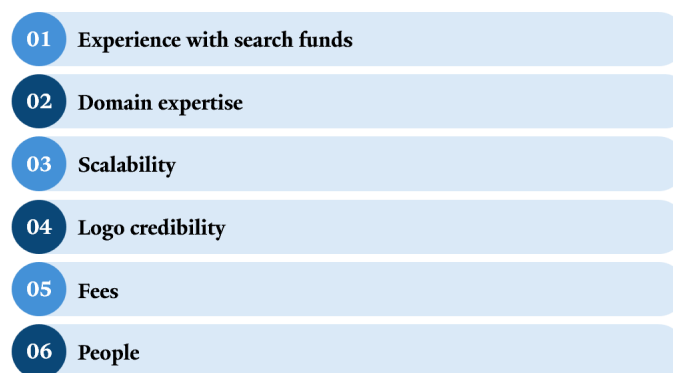 01 Experience with search funds
02 Domain expertise
03 Scalability
04 Logo credibility
05 Fees
06 People